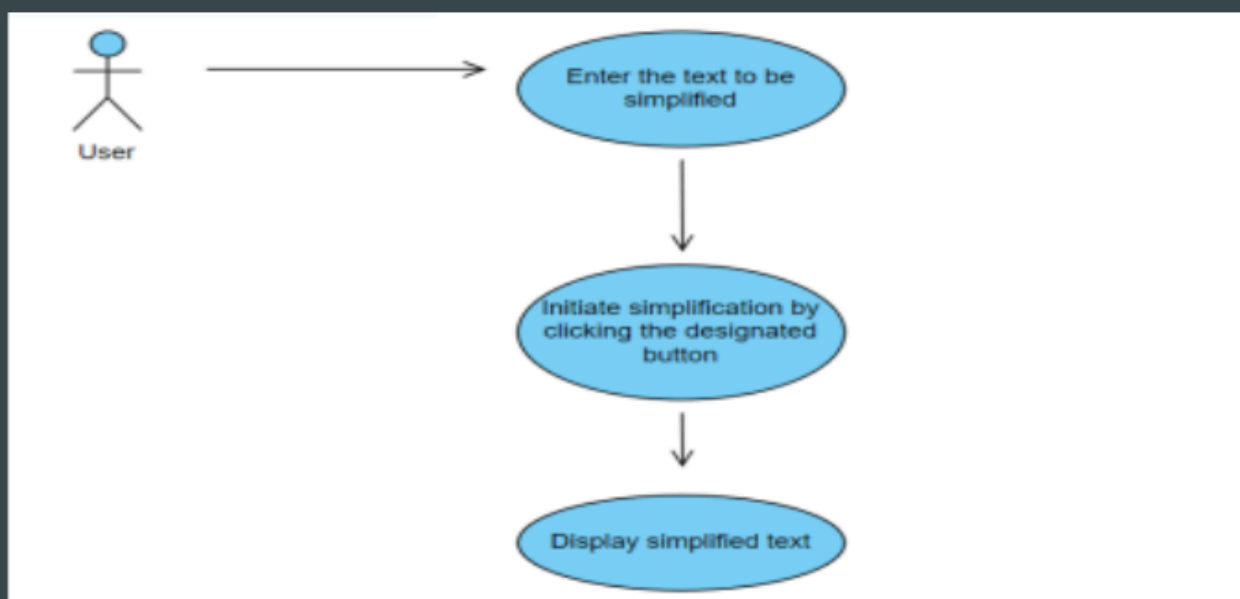 Enter the text to be
simplified
User
Initiate simplification by
clicking the designated
button
Display simplified text